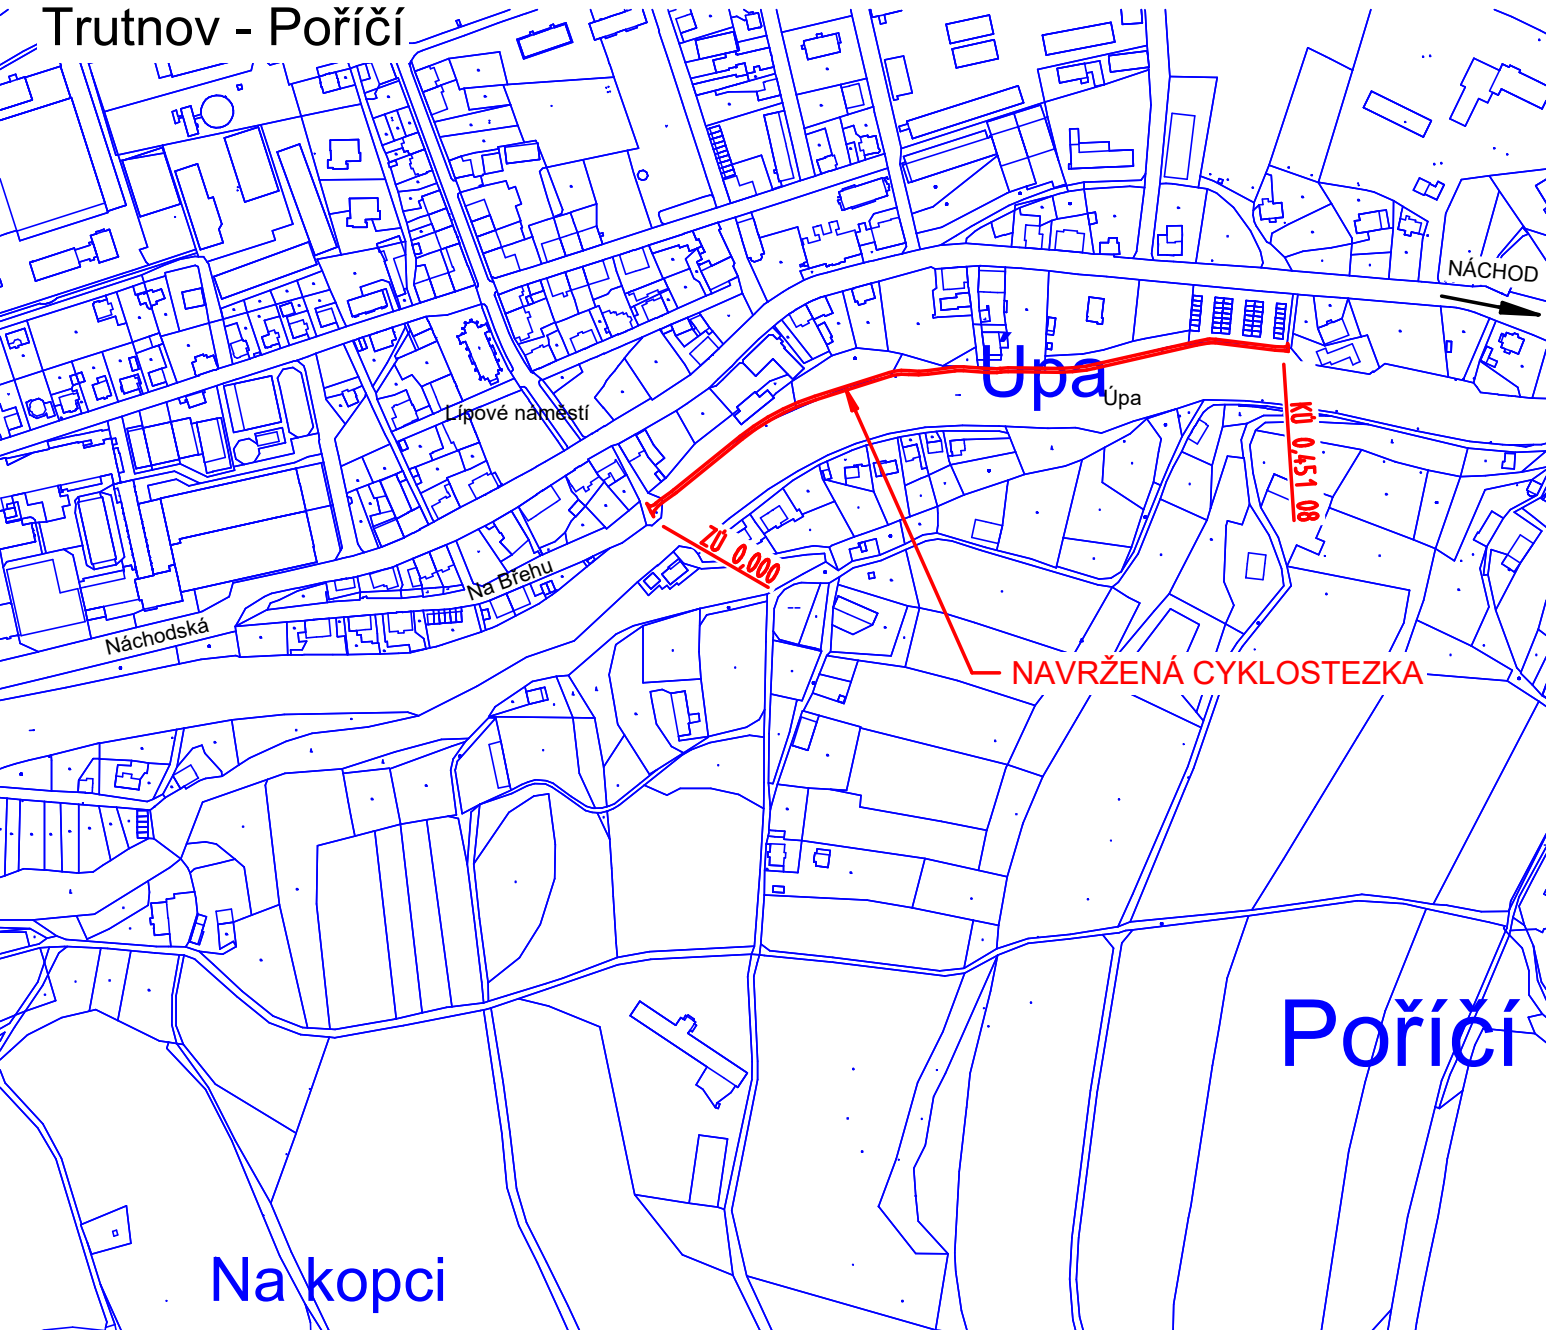 Trutnov - Poříčí
NÁCHOD
Úpa
Úpa
Lípové náměstí
KÚ 0,451 08
ZÚ 0,000
Na Břehu
Náchodská
NAVRŽENÁ CYKLOSTEZKA
Poříčí
Na kopci